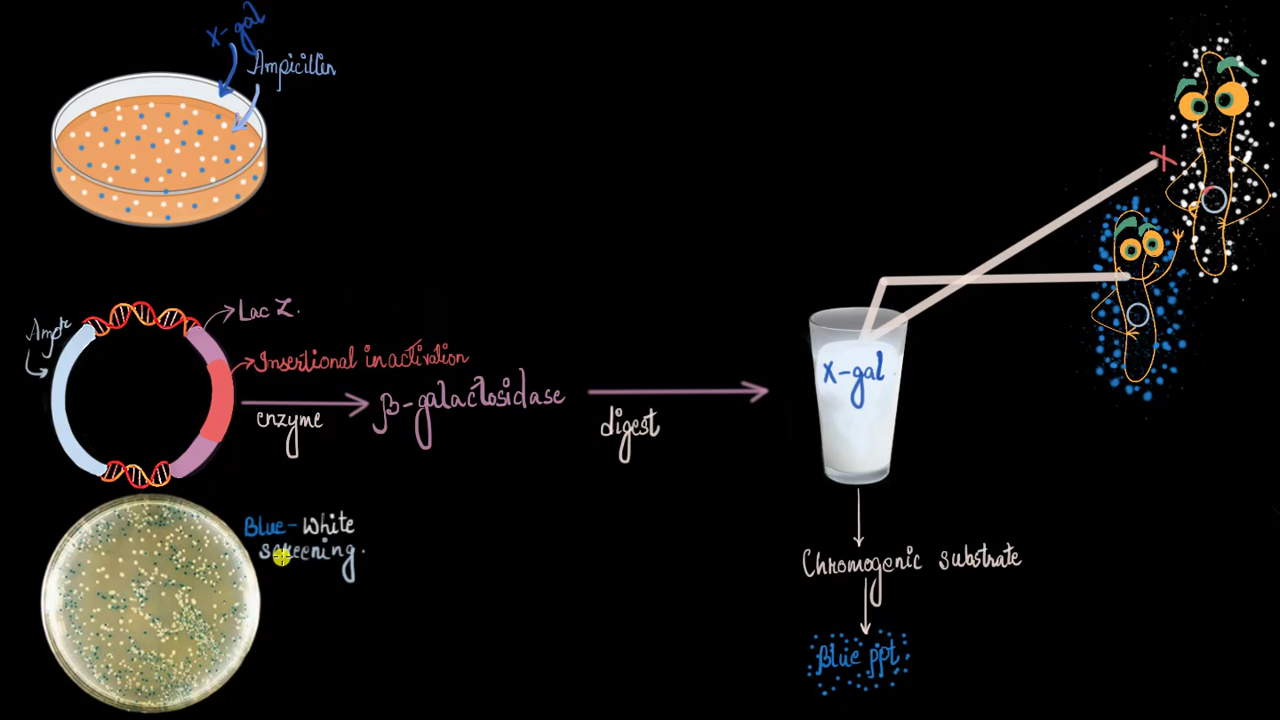 X-gal
Ampicillin
Ampʳ
Lac Z.
Insertional inactivation
enzyme
β-galactosidase
digest
X-gal
Blue-White
screening.
Chromogenic substrate
Blue ppt